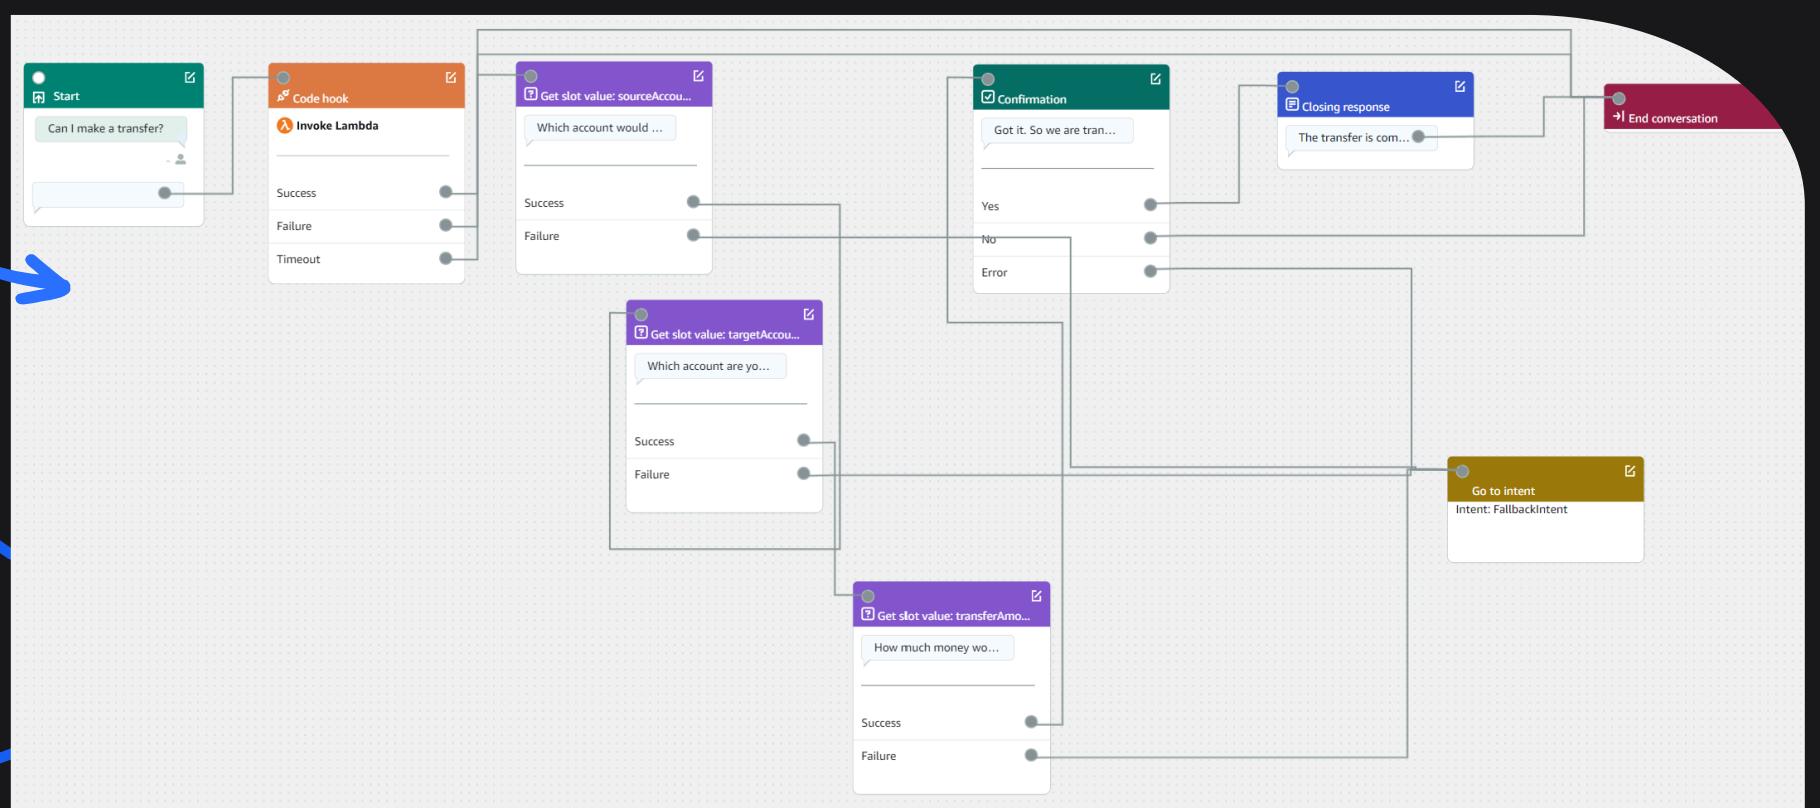 Start
Can I make a transfer?
Code hook
Invoke Lambda
Success
Failure
Timeout
Get slot value: sourceAccou...
Which account would ...
Success
Failure
Get slot value: targetAccou...
Which account are yo...
Success
Failure
Get slot value: transferAmo...
How much money wo...
Success
Failure
Confirmation
Got it. So we are tran...
Yes
No
Error
Closing response
The transfer is com...
End conversation
Go to intent
Intent: FallbackIntent